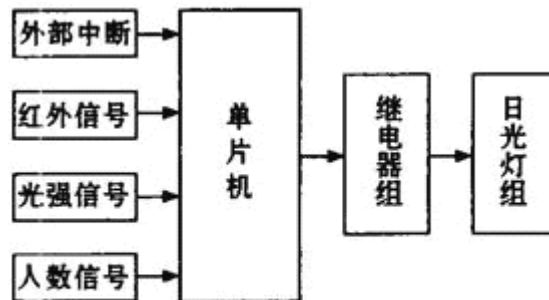 外部中断
红外信号
光强信号
人数信号
单片机
继电器组
日光灯组